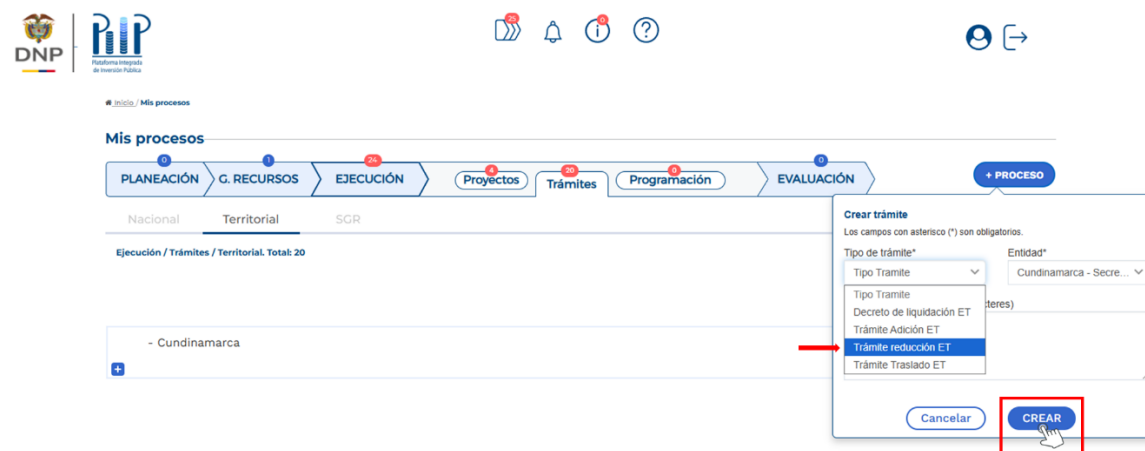 25
0
DNP
PIIP
Plataforma Integrada
de Inversión Pública
Inicio / Mis procesos
Mis procesos
0
1
24
4
20
0
0
PLANEACIÓN
G. RECURSOS
EJECUCIÓN
Proyectos
Trámites
Programación
EVALUACIÓN
+ PROCESO
Nacional
Territorial
SGR
Ejecución / Trámites / Territorial. Total: 20
- Cundinamarca
Crear trámite
Los campos con asterisco (*) son obligatorios.
Tipo de trámite*
Entidad*
Tipo Tramite
Cundinamarca - Secre...
Tipo Tramite
Decreto de liquidación ET
cteres)
Trámite Adición ET
Trámite reducción ET
Trámite Traslado ET
Cancelar
CREAR